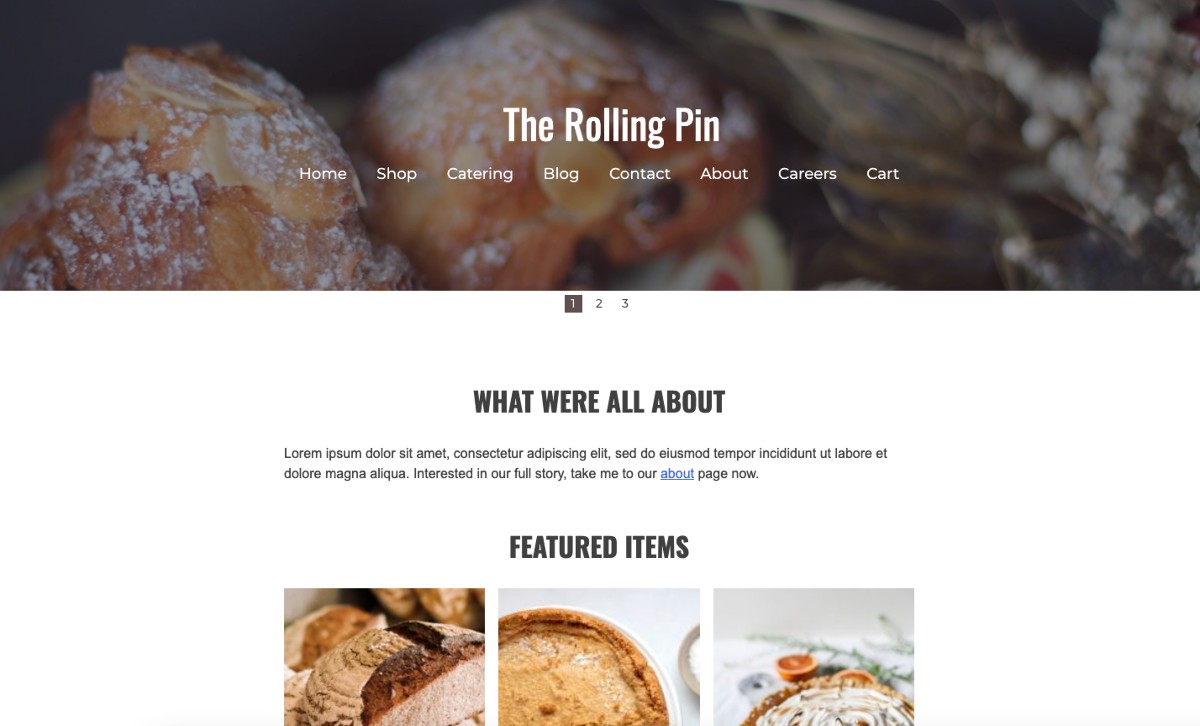 The Rolling Pin
Home Shop Catering Blog Contact About Careers Cart
1 2 3
WHAT WERE ALL ABOUT
Lorem ipsum dolor sit amet, consectetur adipiscing elit, sed do eiusmod tempor incididunt ut labore et
dolore magna aliqua. Interested in our full story, take me to our about page now.
FEATURED ITEMS